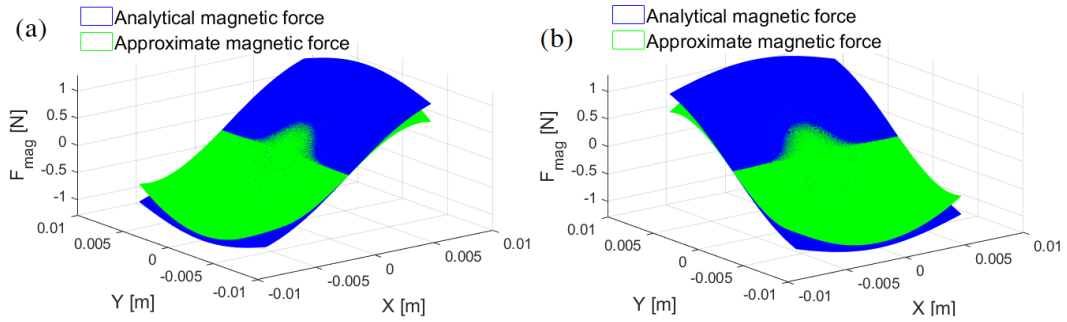 (a)
Analytical magnetic force
Approximate magnetic force
F_mag [N]
1
0.5
0
-0.5
-1
0.01
0.005
0
-0.005
-0.01
Y [m]
-0.01
-0.005
0
0.005
0.01
X [m]
(b)
Analytical magnetic force
Approximate magnetic force
F_mag [N]
1
0.5
0
-0.5
-1
0.01
0.005
0
-0.005
-0.01
Y [m]
-0.01
-0.005
0
0.005
0.01
X [m]